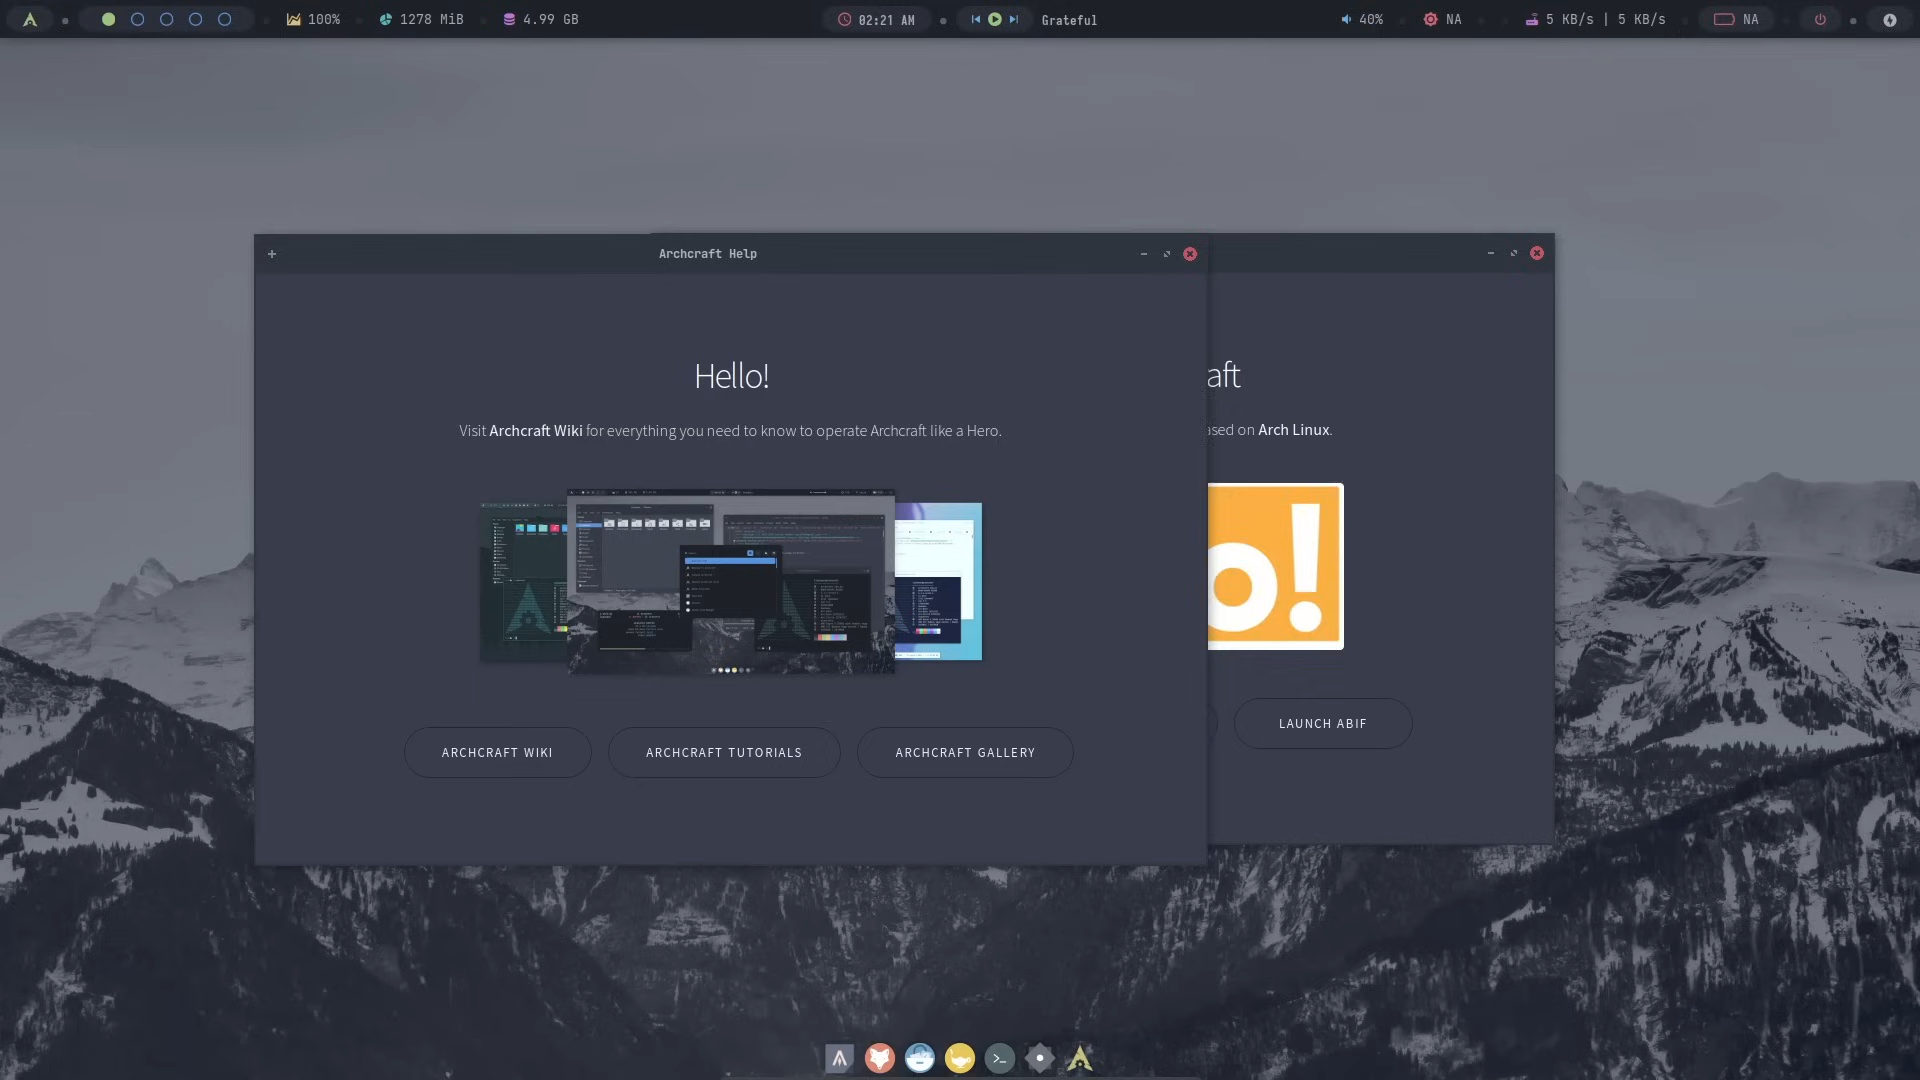 100% 1278 MiB 4.99 GB 02:21 AM Grateful 40% NA 5 KB/s | 5 KB/s NA
Archcraft Help
Hello!
Visit Archcraft Wiki for everything you need to know to operate Archcraft like a Hero.
ARCHCRAFT WIKI ARCHCRAFT TUTORIALS ARCHCRAFT GALLERY
aft
ased on Arch Linux.
o!
LAUNCH ABIF